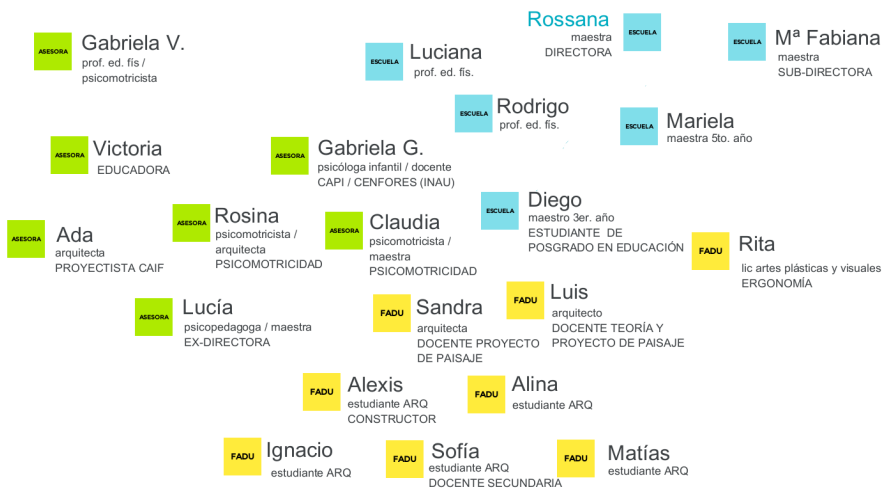 ASESORA
Gabriela V.
prof. ed. fís /
psicomotricista
ESCUELA
Luciana
prof. ed. fís.
Rossana
maestra
DIRECTORA
ESCUELA
ESCUELA
Mª Fabiana
maestra
SUB-DIRECTORA
ESCUELA
Rodrigo
prof. ed. fís.
ESCUELA
Mariela
maestra 5to. año
ASESORA
Victoria
EDUCADORA
ASESORA
Gabriela G.
psicóloga infantil / docente
CAPI / CENFORES (INAU)
ESCUELA
Diego
maestro 3er. año
ESTUDIANTE DE
POSGRADO EN EDUCACIÓN
ASESORA
Ada
arquitecta
PROYECTISTA CAIF
ASESORA
Rosina
psicomotricista /
arquitecta
PSICOMOTRICIDAD
ASESORA
Claudia
psicomotricista /
maestra
PSICOMOTRICIDAD
FADU
Rita
lic artes plásticas y visuales
ERGONOMÍA
ASESORA
Lucía
psicopedagoga / maestra
EX-DIRECTORA
FADU
Sandra
arquitecta
DOCENTE PROYECTO
DE PAISAJE
FADU
Luis
arquitecto
DOCENTE TEORÍA Y
PROYECTO DE PAISAJE
FADU
Alexis
estudiante ARQ
CONSTRUCTOR
FADU
Alina
estudiante ARQ
FADU
Ignacio
estudiante ARQ
FADU
Sofía
estudiante ARQ
DOCENTE SECUNDARIA
FADU
Matías
estudiante ARQ